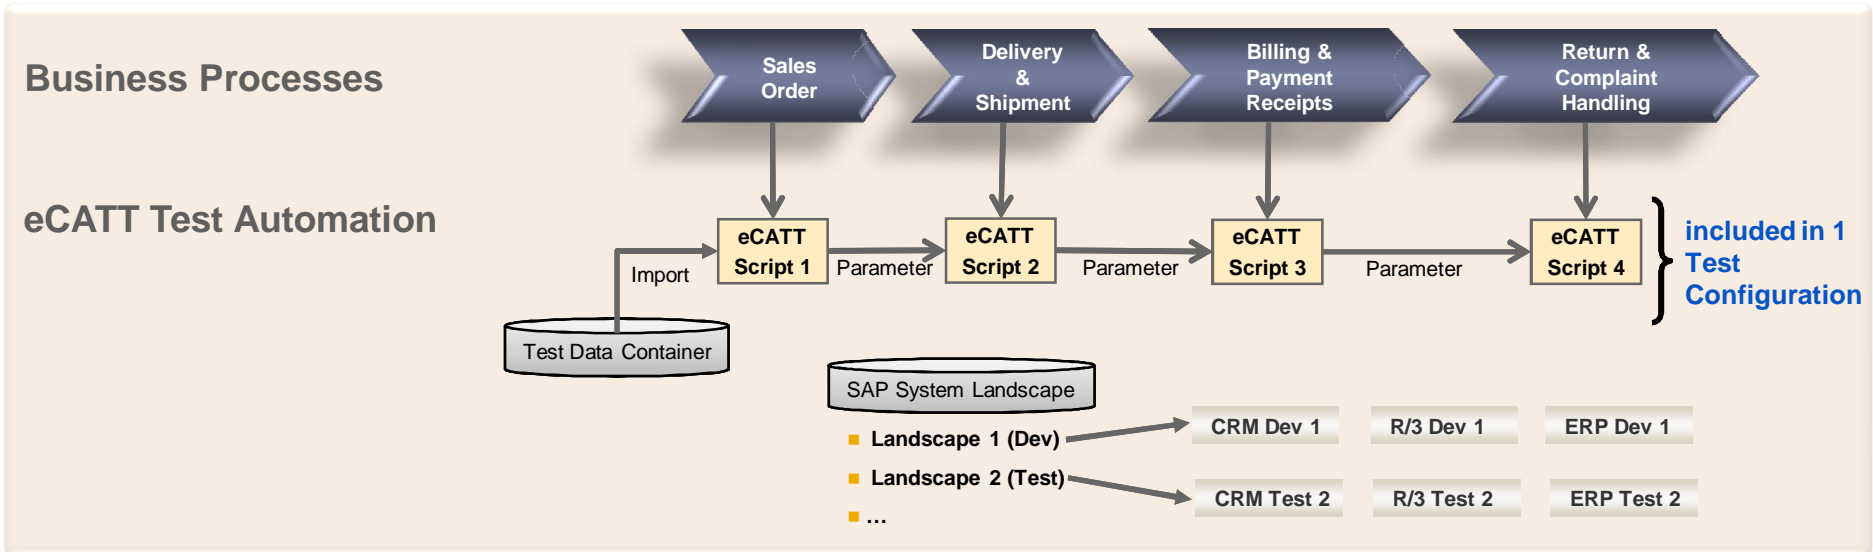 Business Processes
Sales
Order
Delivery
&
Shipment
Billing &
Payment
Receipts
Return &
Complaint
Handling
eCATT Test Automation
eCATT
Script 1
eCATT
Script 2
eCATT
Script 3
eCATT
Script 4
Import
Parameter
Parameter
Parameter
included in 1
Test
Configuration
Test Data Container
SAP System Landscape
Landscape 1 (Dev)
CRM Dev 1
R/3 Dev 1
ERP Dev 1
Landscape 2 (Test)
CRM Test 2
R/3 Test 2
ERP Test 2
...